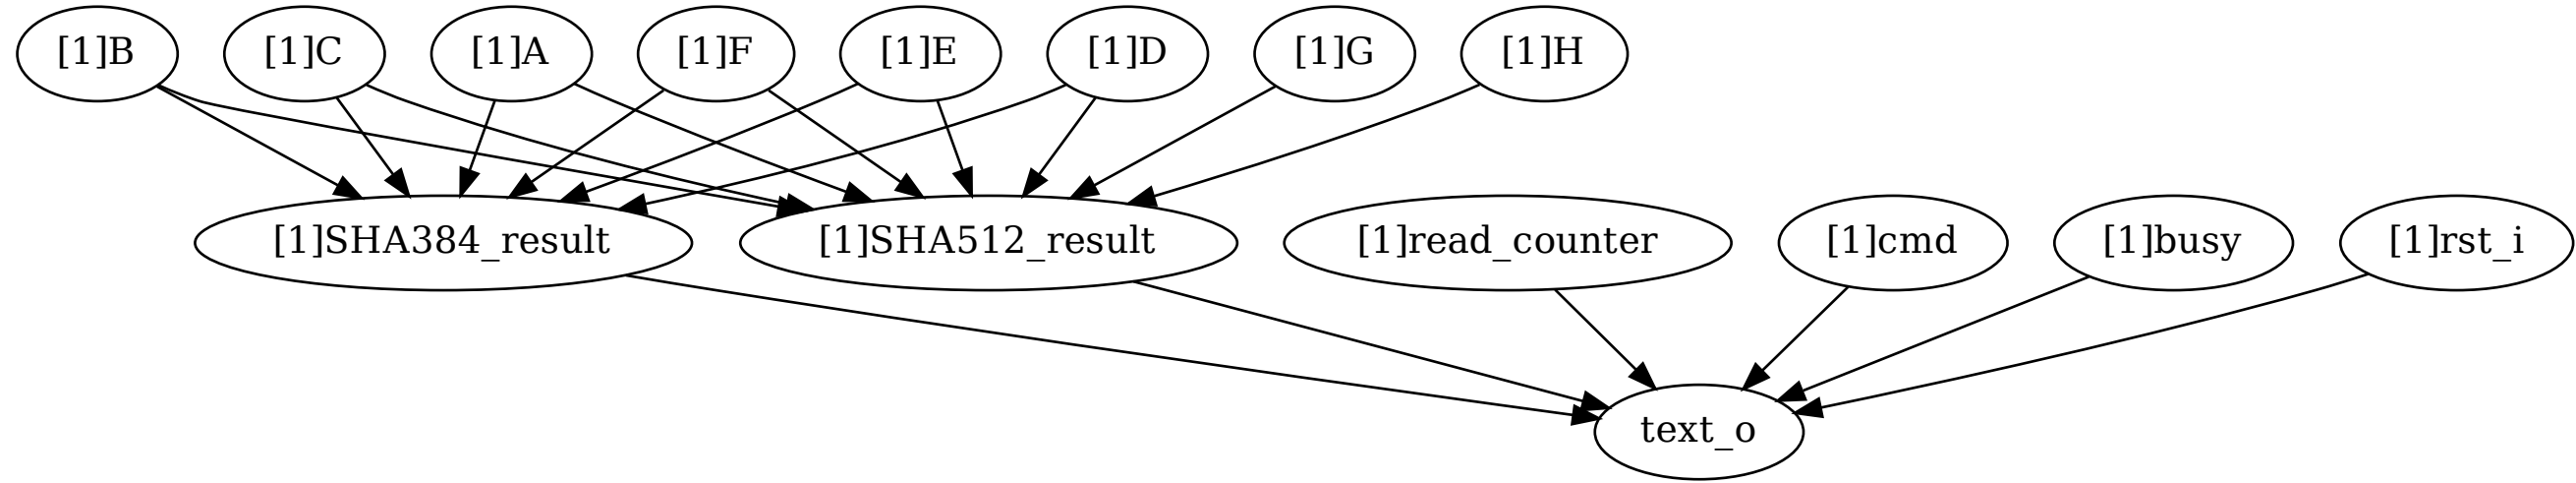 [1]B
[1]C
[1]A
[1]F
[1]E
[1]D
[1]G
[1]H
[1]SHA384_result
[1]SHA512_result
[1]read_counter
[1]cmd
[1]busy
[1]rst_i
text_o